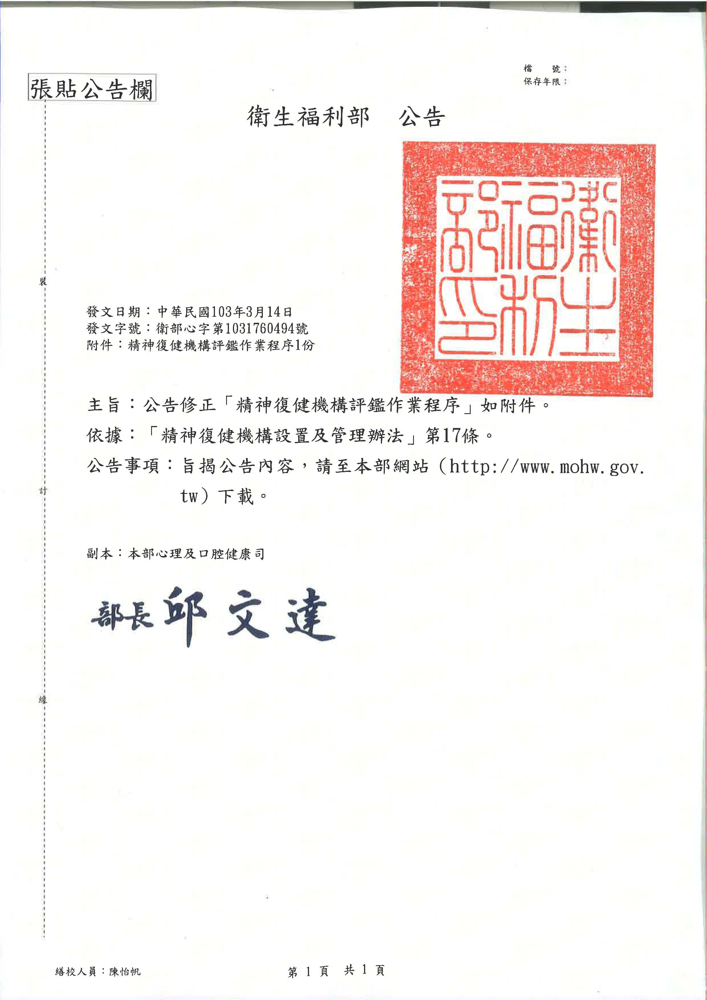 檔　　號：
保存年限：
張貼公告欄
衛生福利部　公告
衛生福利部印
發文日期：中華民國103年3月14日
發文字號：衛部心字第1031760494號
附件：精神復健機構評鑑作業程序1份
主旨：公告修正「精神復健機構評鑑作業程序」如附件。
依據：「精神復健機構設置及管理辦法」第17條。
公告事項：旨揭公告內容，請至本部網站（http://www.mohw.gov.
tw）下載。
副本：本部心理及口腔健康司
部長 邱文達
裝
訂
線
繕校人員：陳怡帆
第 1 頁　共 1 頁